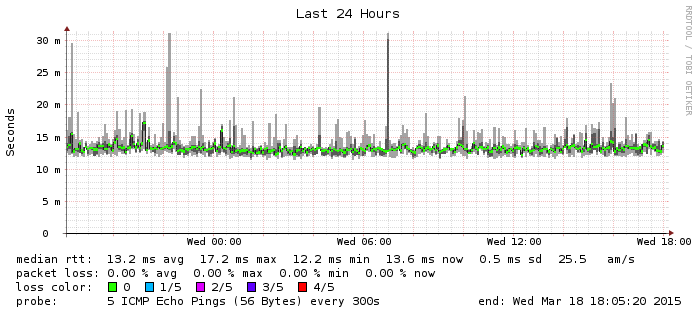 Last 24 Hours
RRDTOOL / TOBI OETIKER
Seconds
30 m
25 m
20 m
15 m
10 m
5 m
0
Wed 00:00 Wed 06:00 Wed 12:00 Wed 18:00
median rtt: 13.2 ms avg 17.2 ms max 12.2 ms min 13.6 ms now 0.5 ms sd 25.5 am/s
packet loss: 0.00 % avg 0.00 % max 0.00 % min 0.00 % now
loss color: 0 1/5 2/5 3/5 4/5
probe: 5 ICMP Echo Pings (56 Bytes) every 300s end: Wed Mar 18 18:05:20 2015